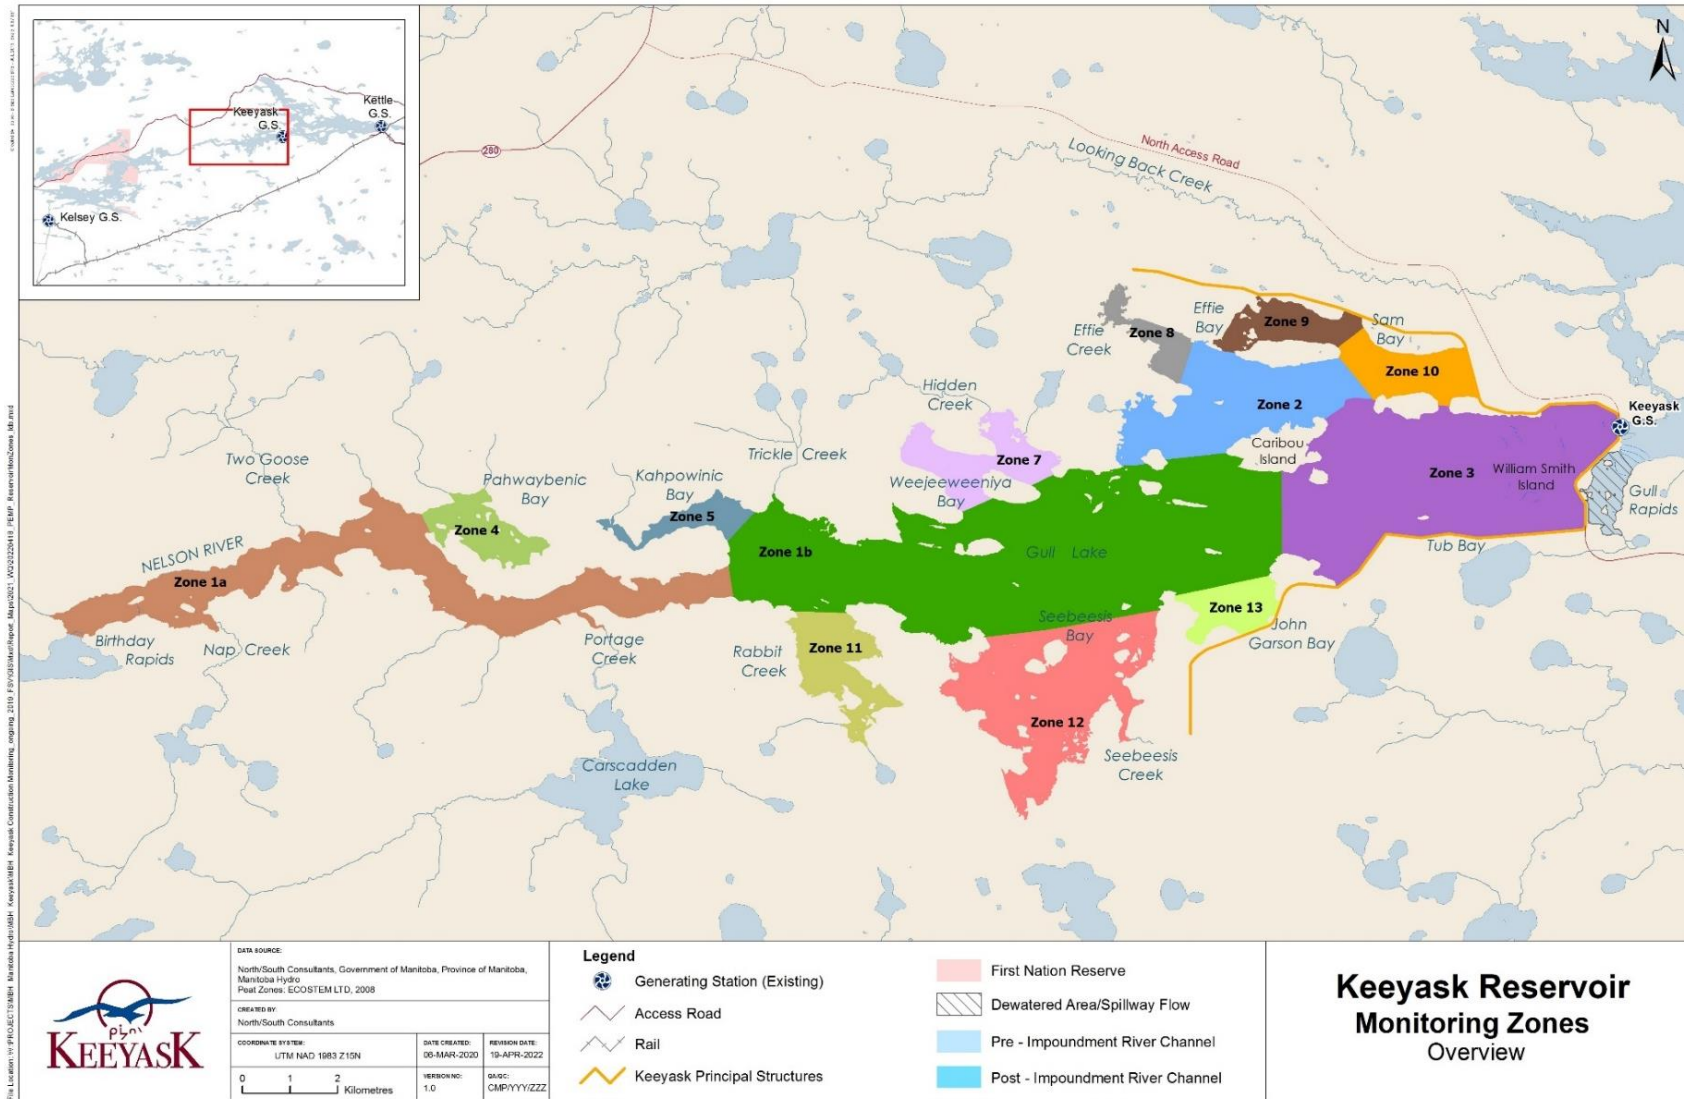 N
Keeyask
G.S.
Kettle
G.S.
Kelsey G.S.
280
North Access Road
Looking Back Creek
Effie
Bay
Zone 9
Sam
Bay
Zone 8
Effie
Creek
Zone 10
Hidden
Creek
Zone 2
Keeyask
G.S.
Caribou
Island
Two Goose
Creek
Trickle Creek
Zone 7
Zone 3
William Smith
Island
Pahwaybenic
Bay
Kahpowinic
Bay
Weejeeweeniya
Bay
Gull
Rapids
Zone 4
Zone 5
Tub Bay
NELSON RIVER
Zone 1b
Gull Lake
Zone 1a
Zone 13
Seebeesis
Bay
John
Garson Bay
Birthday
Rapids
Nap Creek
Portage
Creek
Rabbit
Creek
Zone 11
Zone 12
Seebeesis
Creek
Carscadden
Lake
KEEYASK
DATA SOURCE:
North/South Consultants, Government of Manitoba, Province of Manitoba,
Manitoba Hydro
Peat Zones: ECOSTEM LTD, 2008
CREATED BY:
North/South Consultants
COORDINATE SYSTEM:
UTM NAD 1983 Z15N
DATE CREATED:
06-MAR-2020
REVISION DATE:
19-APR-2022
0 1 2
Kilometres
VERSION NO:
1.0
QA/QC:
CMP/YYY/ZZZ
Legend
Generating Station (Existing)
Access Road
Rail
Keeyask Principal Structures
First Nation Reserve
Dewatered Area/Spillway Flow
Pre - Impoundment River Channel
Post - Impoundment River Channel
Keeyask Reservoir
Monitoring Zones
Overview